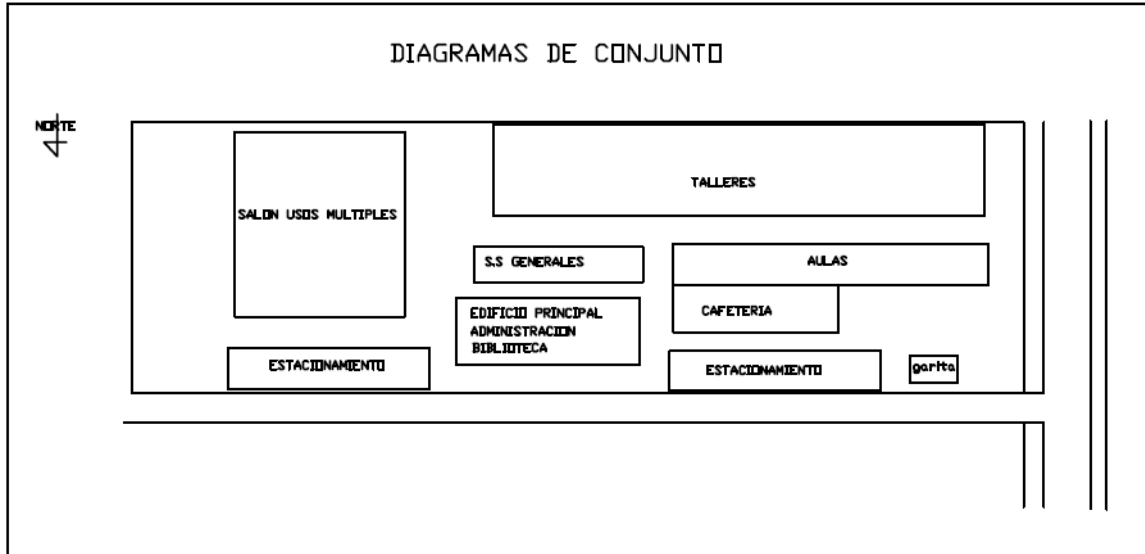 DIAGRAMAS DE CONJUNTO
NORTE
TALLERES
SALON USOS MULTIPLES
S.S GENERALES
AULAS
EDIFICIO PRINCIPAL
ADMINISTRACION
BIBLIOTECA
CAFETERIA
ESTACIONAMIENTO
ESTACIONAMIENTO
garita